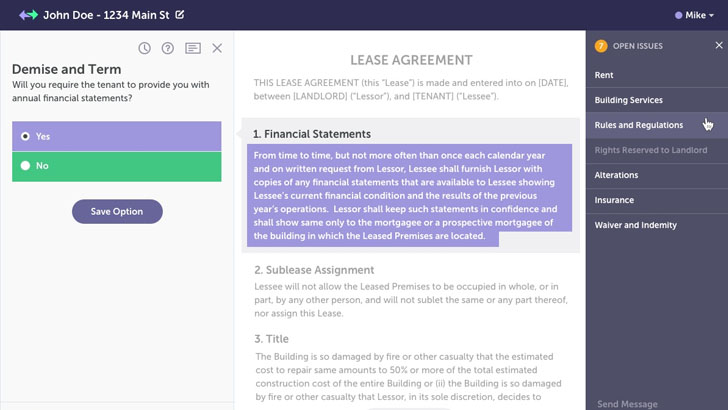 John Doe - 1234 Main St
Mike
Demise and Term
Will you require the tenant to provide you with
annual financial statements?
Yes
No
Save Option
LEASE AGREEMENT
THIS LEASE AGREEMENT (this “Lease”) is made and entered into on [DATE],
between [LANDLORD] (“Lessor”), and [TENANT] (“Lessee”).
1. Financial Statements
From time to time, but not more often than once each calendar year
and on written request from Lessor, Lessee shall furnish Lessor with
copies of any financial statements that are available to Lessee showing
Lessee’s current financial condition and the results of the previous
year’s operations. Lessor shall keep such statements in confidence and
shall show same only to the mortgagee or a prospective mortgagee of
the building in which the Leased Premises are located.
2. Sublease Assignment
Lessee will not allow the Leased Premises to be occupied in whole, or in
part, by any other person, and will not sublet the same or any part thereof,
nor assign this Lease.
3. Title
The Building is so damaged by fire or other casualty that the estimated
cost to repair same amounts to 50% or more of the total estimated
construction cost of the entire Building or (ii) the Building is so damaged
by fire or other casualty that Lessor, in its sole discretion, decides to
7 OPEN ISSUES
Rent
Building Services
Rules and Regulations
Rights Reserved to Landlord
Alterations
Insurance
Waiver and Indemnity
Send Message